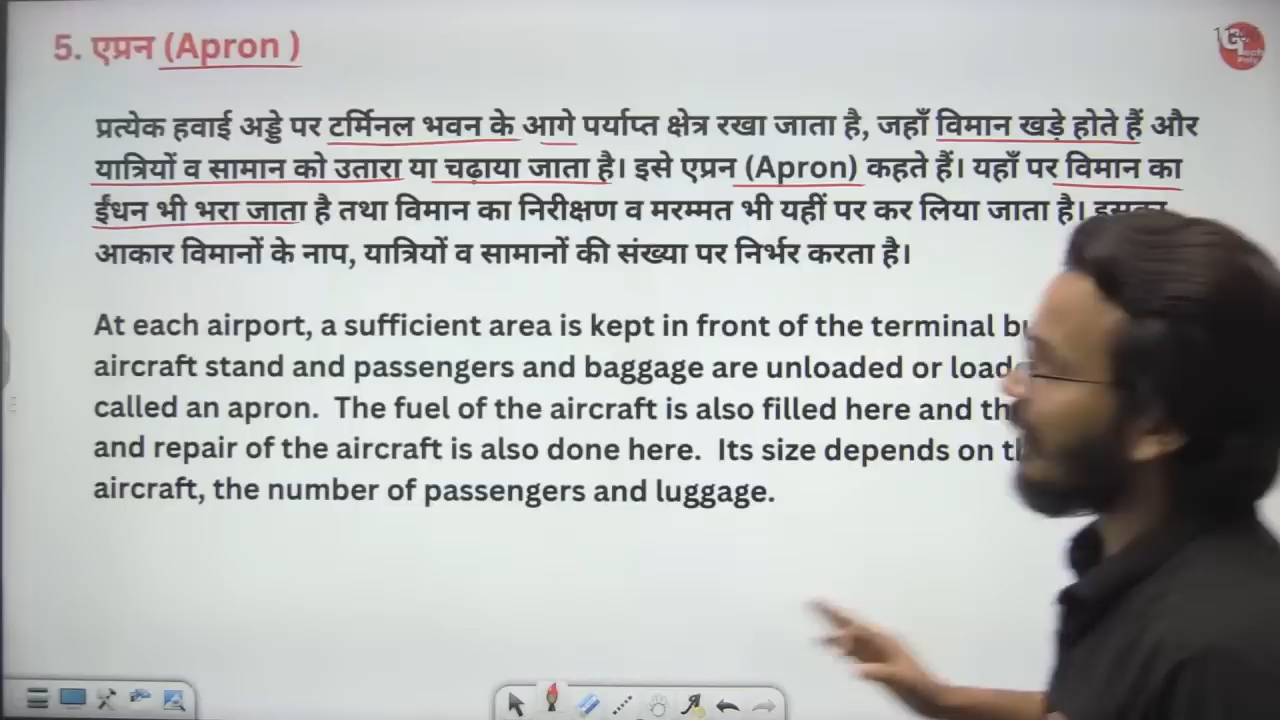 5. एप्रन (Apron )
प्रत्येक हवाई अड्डे पर टर्मिनल भवन के आगे पर्याप्त क्षेत्र रखा जाता है, जहाँ विमान खड़े होते हैं और
यात्रियों व सामान को उतारा या चढ़ाया जाता है। इसे एप्रन (Apron) कहते हैं। यहाँ पर विमान का
ईंधन भी भरा जाता है तथा विमान का निरीक्षण व मरम्मत भी यहीं पर कर लिया जाता है।
आकार विमानों के नाप, यात्रियों व सामानों की संख्या पर निर्भर करता है।
At each airport, a sufficient area is kept in front of the terminal
aircraft stand and passengers and baggage are unloaded or
called an apron. The fuel of the aircraft is also filled here and
and repair of the aircraft is also done here. Its size depends on
aircraft, the number of passengers and luggage.